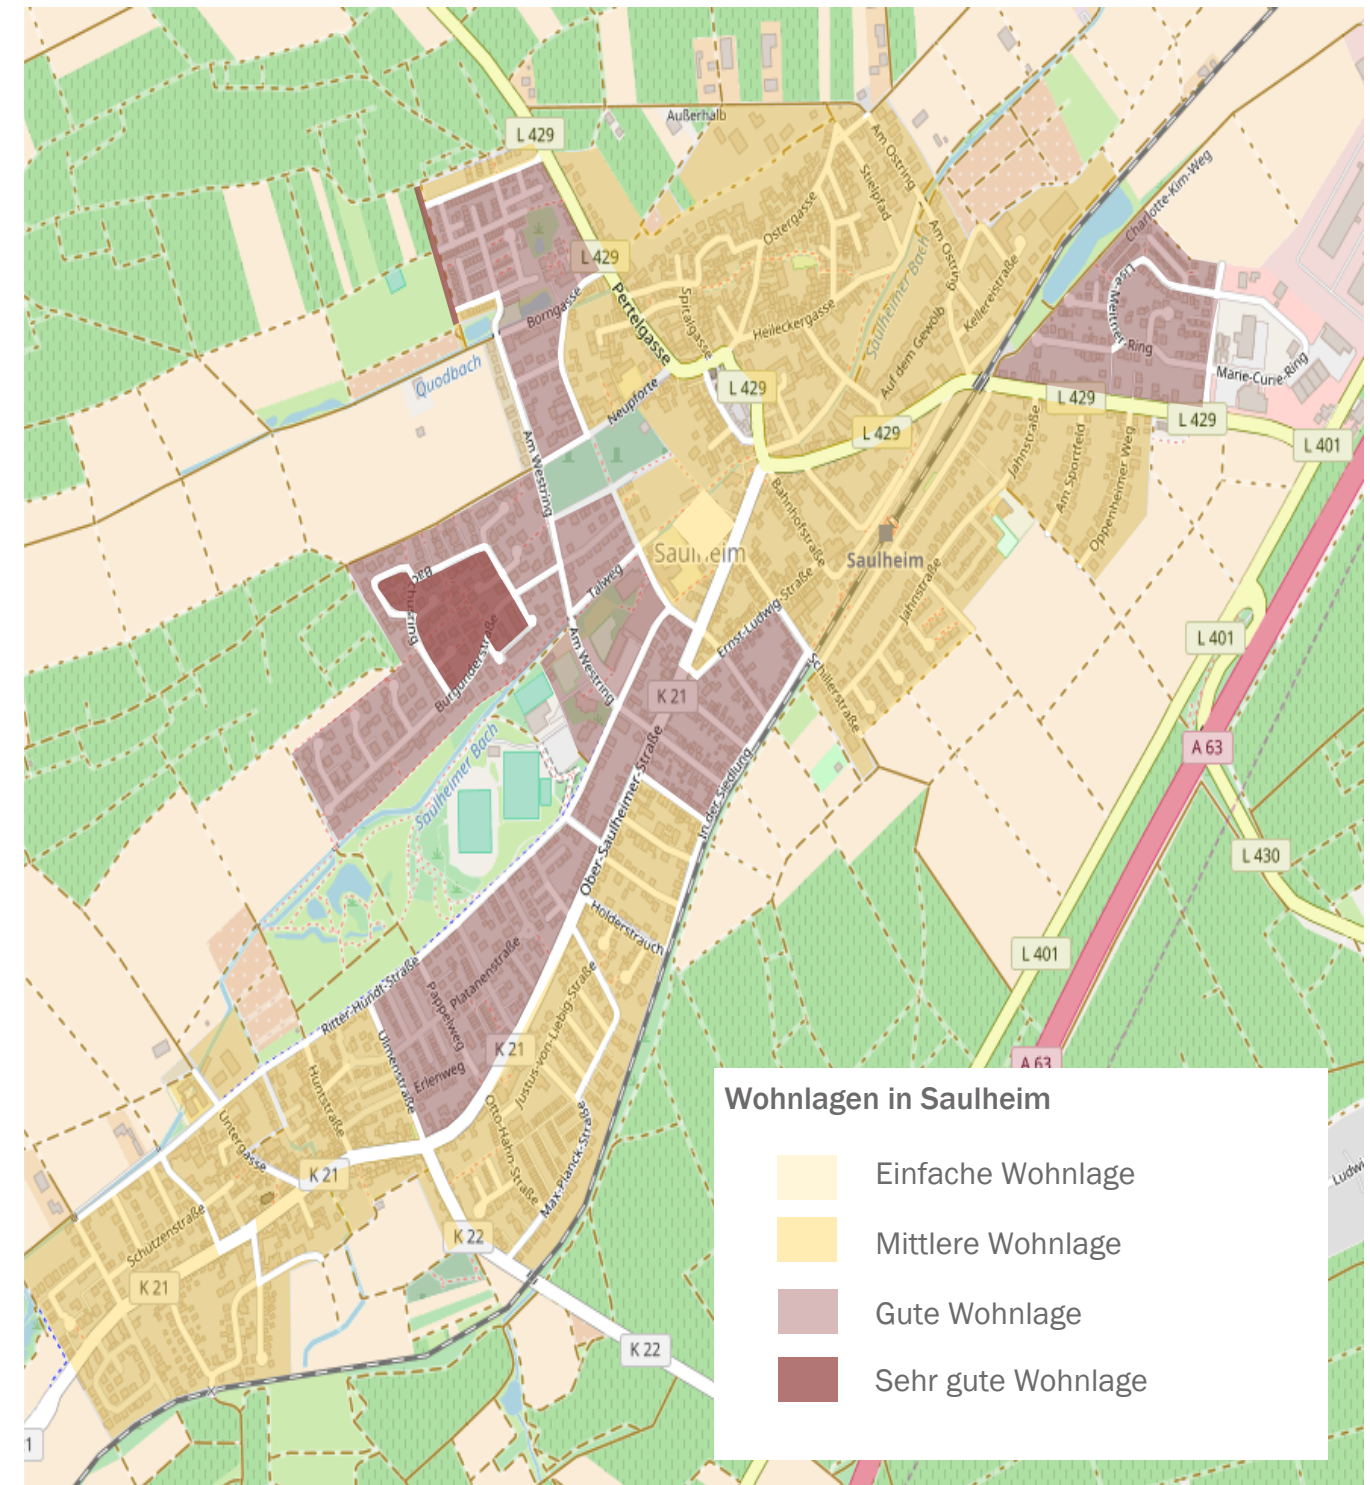 Außerhalb
L 429
Am Ostring
Stielpfad
Charlotte-Kim-Weg
Ostergasse
Am Ostring
L 429
Saulheimer Bach
Kellereistraße
Lise-Meitner-Ring
Borngasse
Pertelgasse
Spitalgasse
Heileckergasse
Auf dem Gewölb
Quodbach
Neupforte
L 429
Marie-Curie-Ring
L 429
L 429
L 429
L 401
Am Westring
Jahnstraße
Am Sportfeld
Oppenheimer Weg
Bahnhofstraße
Saulheim
Saulheim
Talweg
Ernst-Ludwig-Straße
Jahnstraße
Burgunderstraße
Am Westring
L 401
Schillerstraße
K 21
Saulheimer Bach
A 63
In der Siedlung
Ober-Saulheimer-Straße
L 430
Holderstrauch
Platanenstraße
L 401
Ritter-Hundt-Straße
Pappelweg
Justus-von-Liebig-Straße
K 21
A 63
Ulmenstraße
Erlenweg
Huntstraße
Otto-Hahn-Straße
Max-Planck-Straße
Untergasse
K 21
Schützenstraße
K 22
K 21
K 22
Wohnlagen in Saulheim
Einfache Wohnlage
Mittlere Wohnlage
Gute Wohnlage
Sehr gute Wohnlage